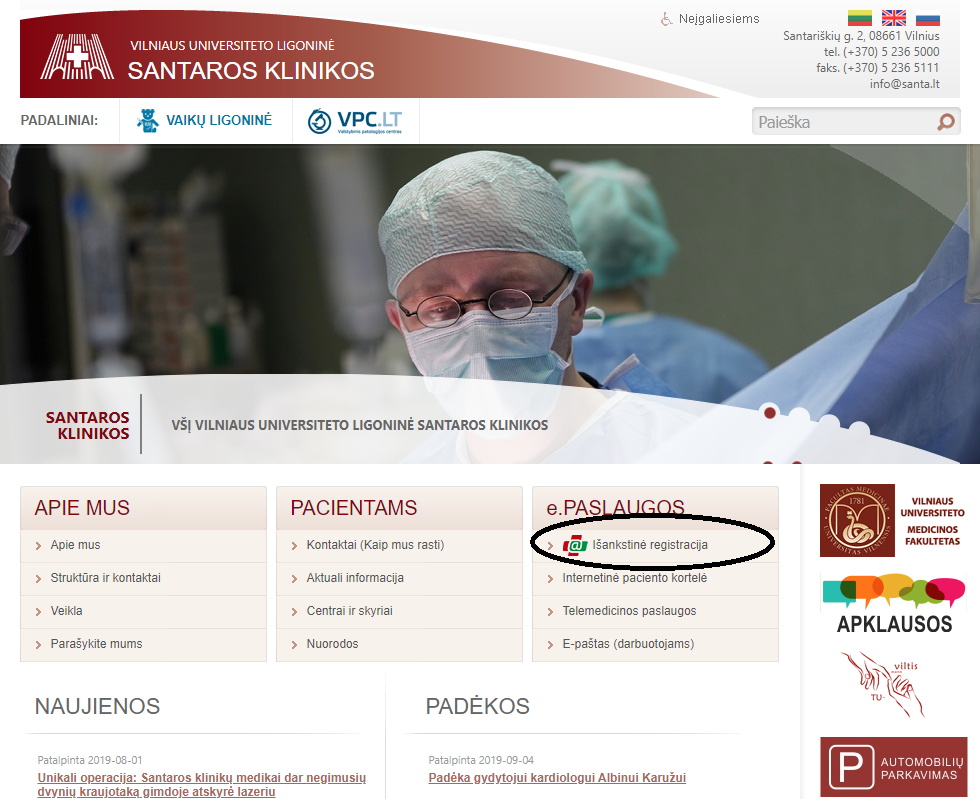 Neįgaliesiems
VILNIAUS UNIVERSITETO LIGONINĖ
SANTAROS KLINIKOS
Santariškių g. 2, 08661 Vilnius
tel. (+370) 5 236 5000
faks. (+370) 5 236 5111
info@santa.lt
PADALINIAI:
VAIKŲ LIGONINĖ
VPC.LT
Valstybinis patologijos centras
Paieška
SANTAROS
KLINIKOS
VŠĮ VILNIAUS UNIVERSITETO LIGONINĖ SANTAROS KLINIKOS
APIE MUS
Apie mus
Struktūra ir kontaktai
Veikla
Parašykite mums
PACIENTAMS
Kontaktai (Kaip mus rasti)
Aktuali informacija
Centrai ir skyriai
Nuorodos
e.PASLAUGOS
@ Išankstinė registracija
Internetinė paciento kortelė
Telemedicinos paslaugos
E-paštas (darbuotojams)
FACULTAS MEDICINAE
1781
UNIVERSITAS VILNENSIS
VILNIAUS
UNIVERSITETO
MEDICINOS
FAKULTETAS
APKLAUSOS
viltis
TU-
P
AUTOMOBILIŲ
PARKAVIMAS
NAUJIENOS
Patalpinta 2019-08-01
Unikali operacija: Santaros klinikų medikai dar negimusių
dvynių kraujotaką gimdoje atskyrė lazeriu
PADĖKOS
Patalpinta 2019-09-04
Padėka gydytojui kardiologui Albinui Karužui